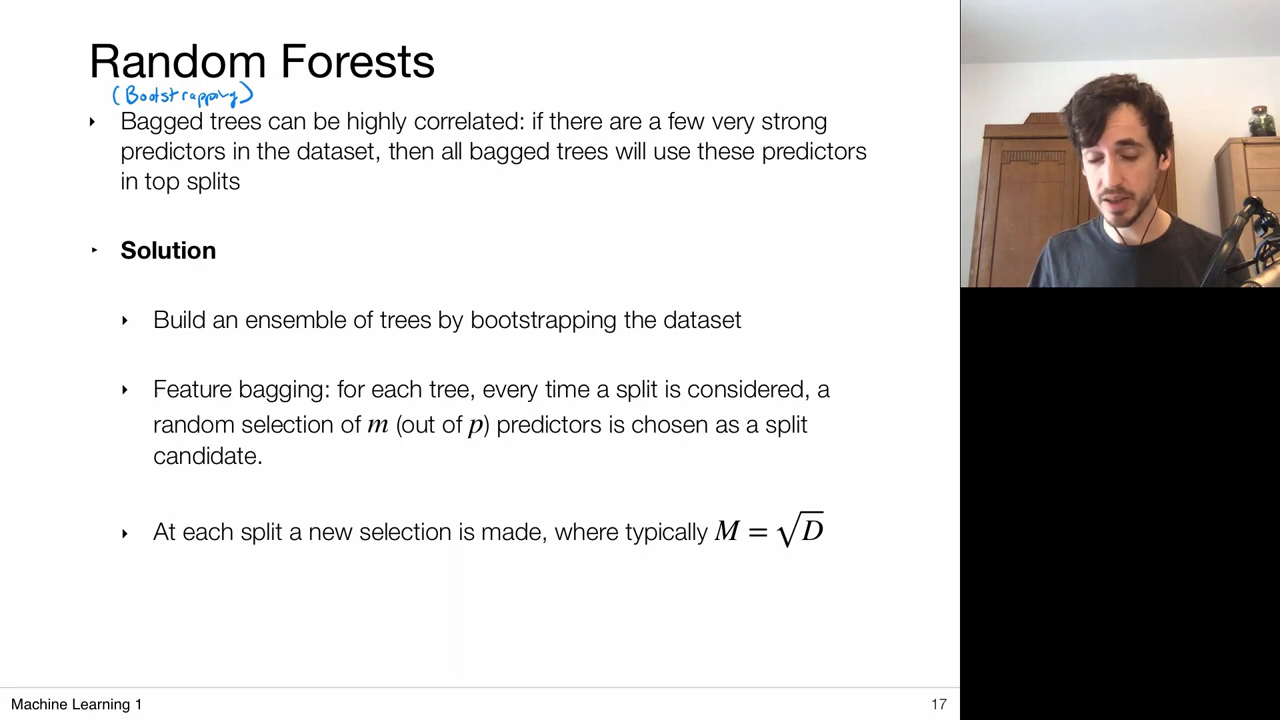 Random Forests
(Bootstrapping)
Bagged trees can be highly correlated: if there are a few very strong
predictors in the dataset, then all bagged trees will use these predictors
in top splits
Solution
Build an ensemble of trees by bootstrapping the dataset
Feature bagging: for each tree, every time a split is considered, a
random selection of m (out of p) predictors is chosen as a split
candidate.
At each split a new selection is made, where typically M = √D
Machine Learning 1
17